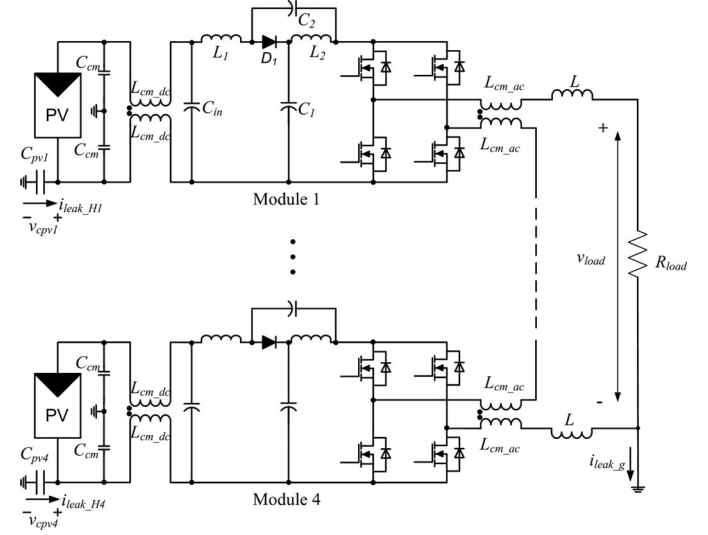 C2
L1 D1 L2
Ccm
Lcm_dc
PV
Cin
C1
Lcm_dc
Ccm
Cpv1
ileak_H1
− +
vcpv1
Module 1
Lcm_ac
L
Lcm_ac
+
vload
Rload
-
PV
Ccm
Lcm_dc
Lcm_dc
Ccm
Cpv4
ileak_H4
− +
vcpv4
Module 4
Lcm_ac
L
Lcm_ac
ileak_g